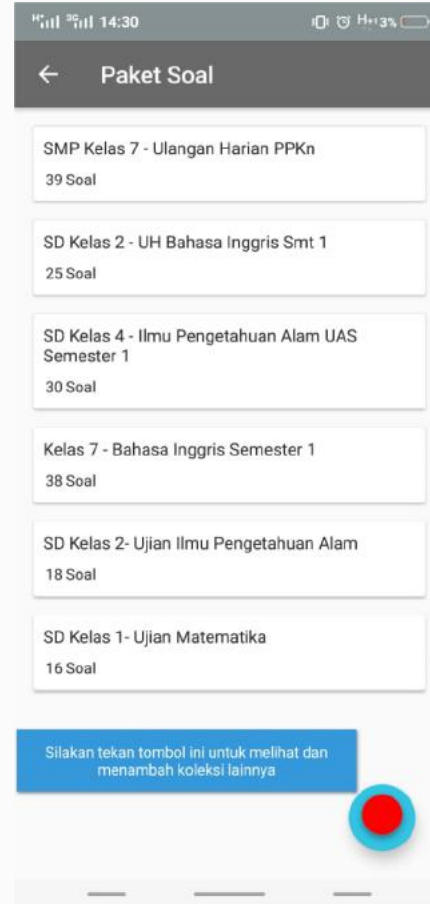 14:30
3%
Paket Soal
SMP Kelas 7 - Ulangan Harian PPKn
39 Soal
SD Kelas 2 - UH Bahasa Inggris Smt 1
25 Soal
SD Kelas 4 - Ilmu Pengetahuan Alam UAS
Semester 1
30 Soal
Kelas 7 - Bahasa Inggris Semester 1
38 Soal
SD Kelas 2- Ujian Ilmu Pengetahuan Alam
18 Soal
SD Kelas 1- Ujian Matematika
16 Soal
Silakan tekan tombol ini untuk melihat dan
menambah koleksi lainnya